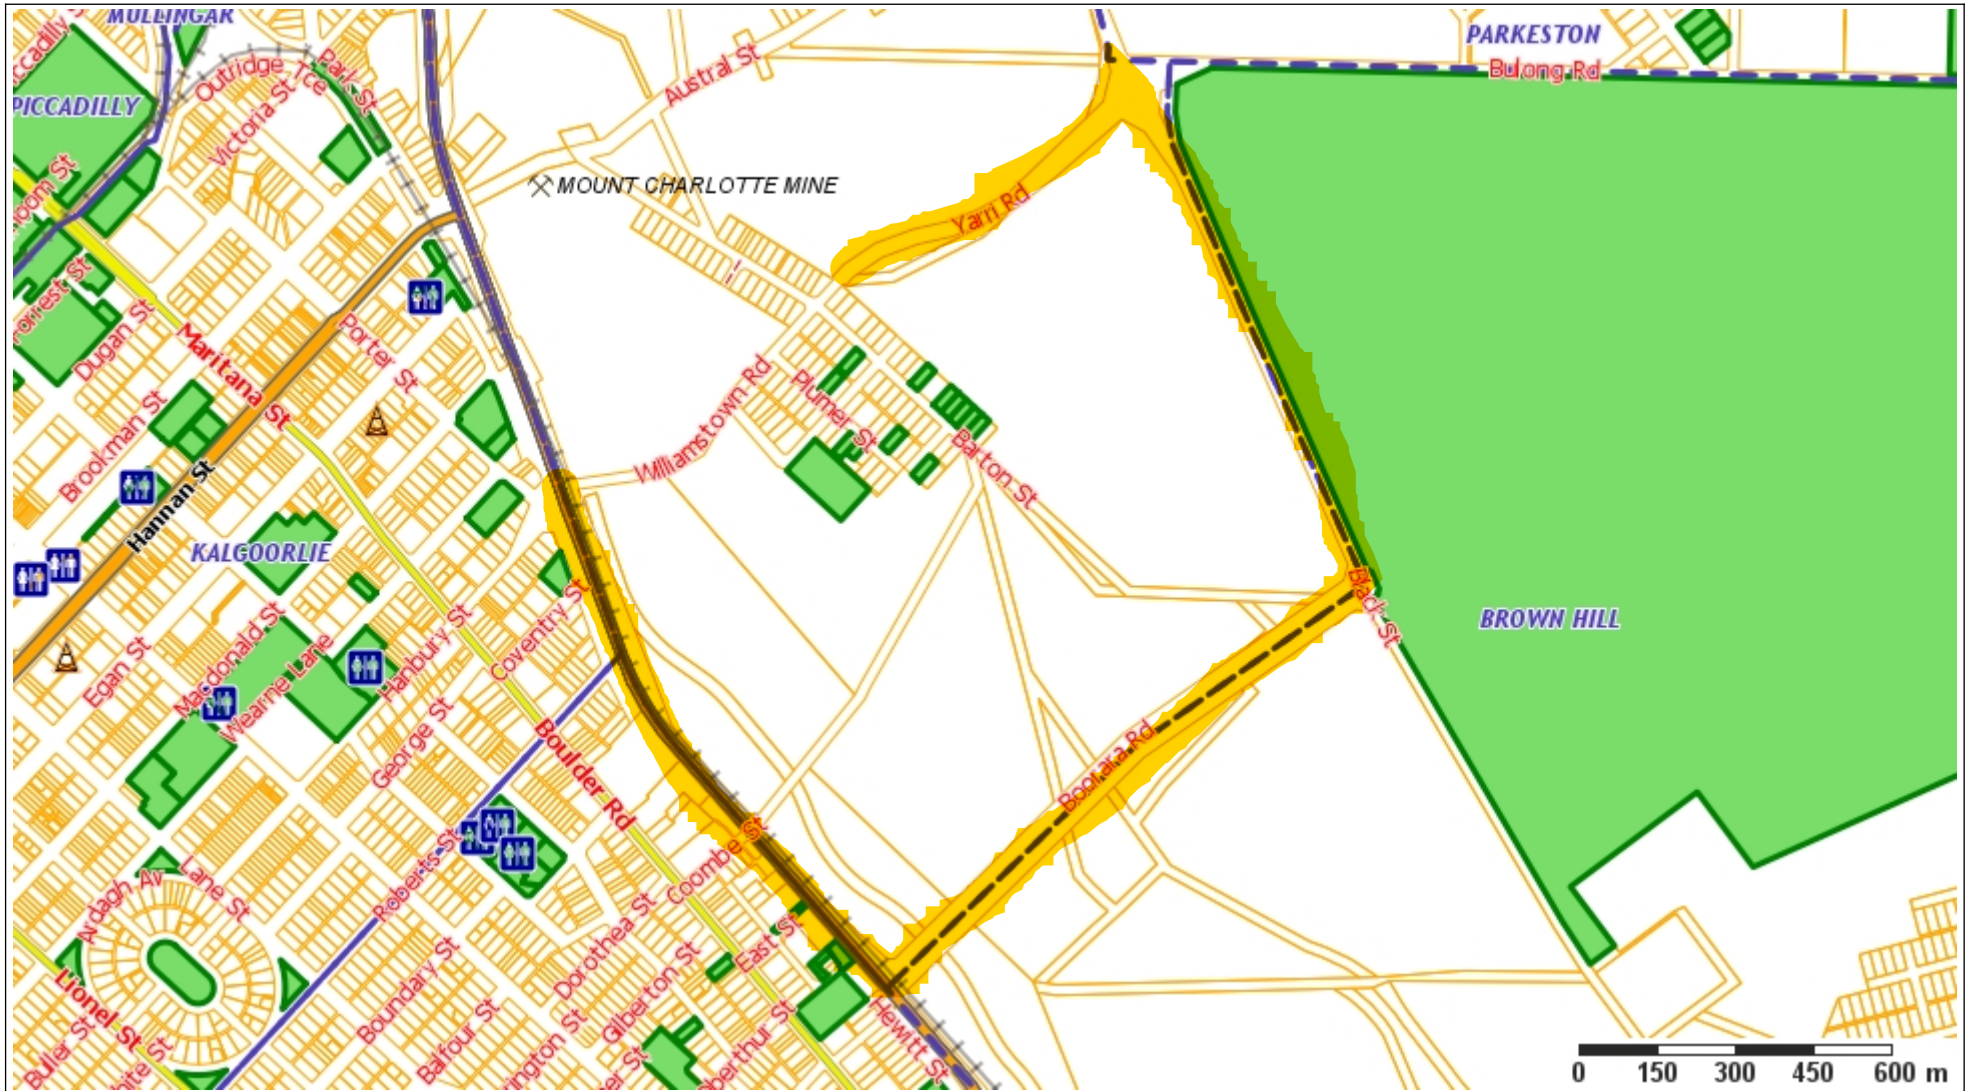 MULLINGAR
PARKESTON
Bulong Rd
Austral St
Park St
Outridge Tce
Victoria St
PICCADILLY
MOUNT CHARLOTTE MINE
Yarri Rd
Forrest St
Dugan St
Maritana St
Porter St
Brookman St
Hannan St
Williamstown Rd
Plumer St
Barton St
KALGOORLIE
Black St
BROWN HILL
Egan St
Macdonald St
Wearne Lane
Hanbury St
Coventry St
George St
Boulder Rd
Boorara Rd
Coombe St
Roberts St
Lane St
Ardagh Av
Dorothea St
East St
Gilberton St
Boundary St
Balfour St
Lionel St
Buller St
Hewitt St
0 150 300 450 600 m